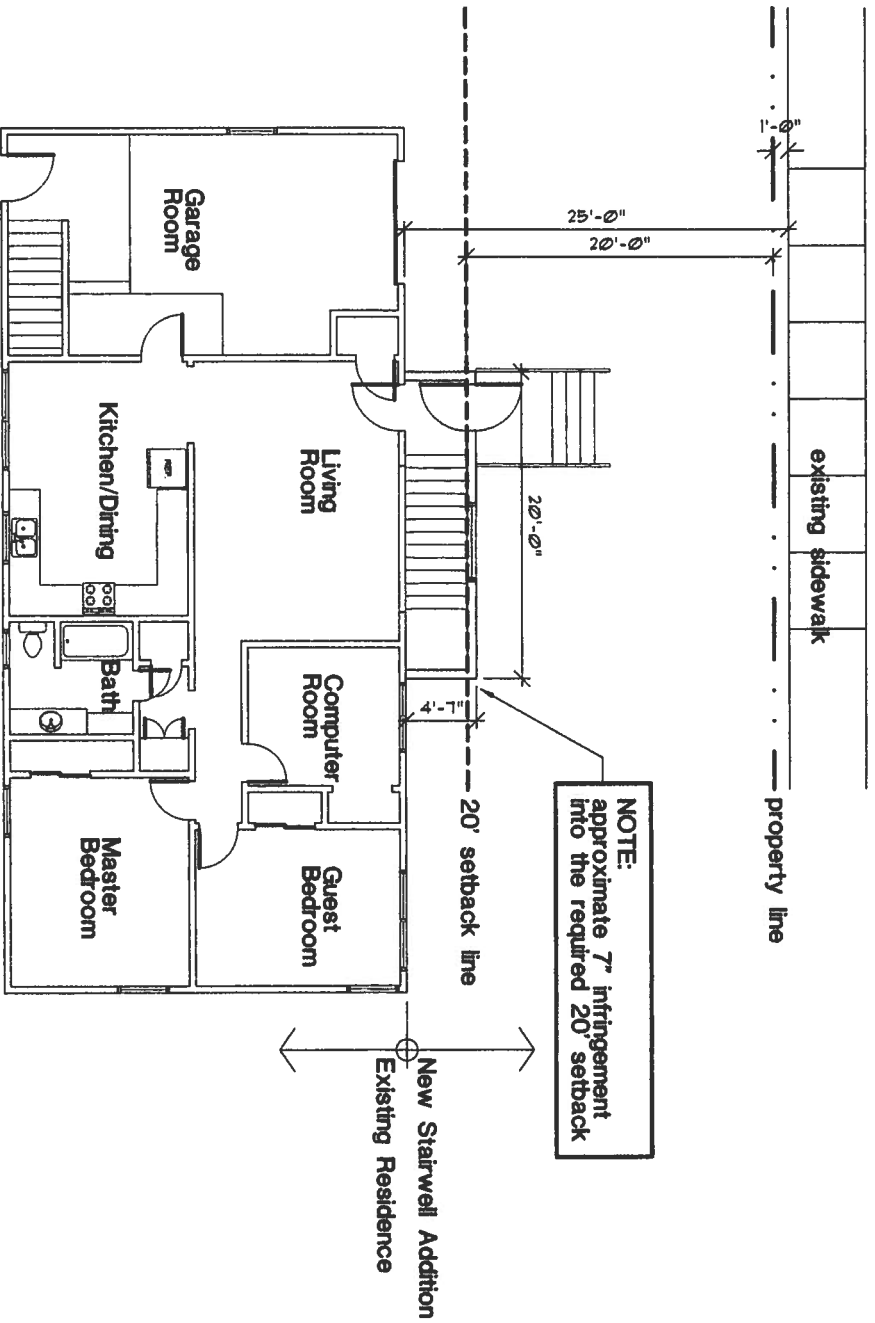 existing sidewalk
property line
1'-0"
25'-0"
20'-0"
NOTE:
approximate 7" infringement
into the required 20' setback
20' setback line
20'-0"
4'-7"
New Stairwell Addition
Existing Residence
Garage
Room
Living
Room
Kitchen/Dining
REF.
Computer
Room
Bath
Guest
Bedroom
Master
Bedroom